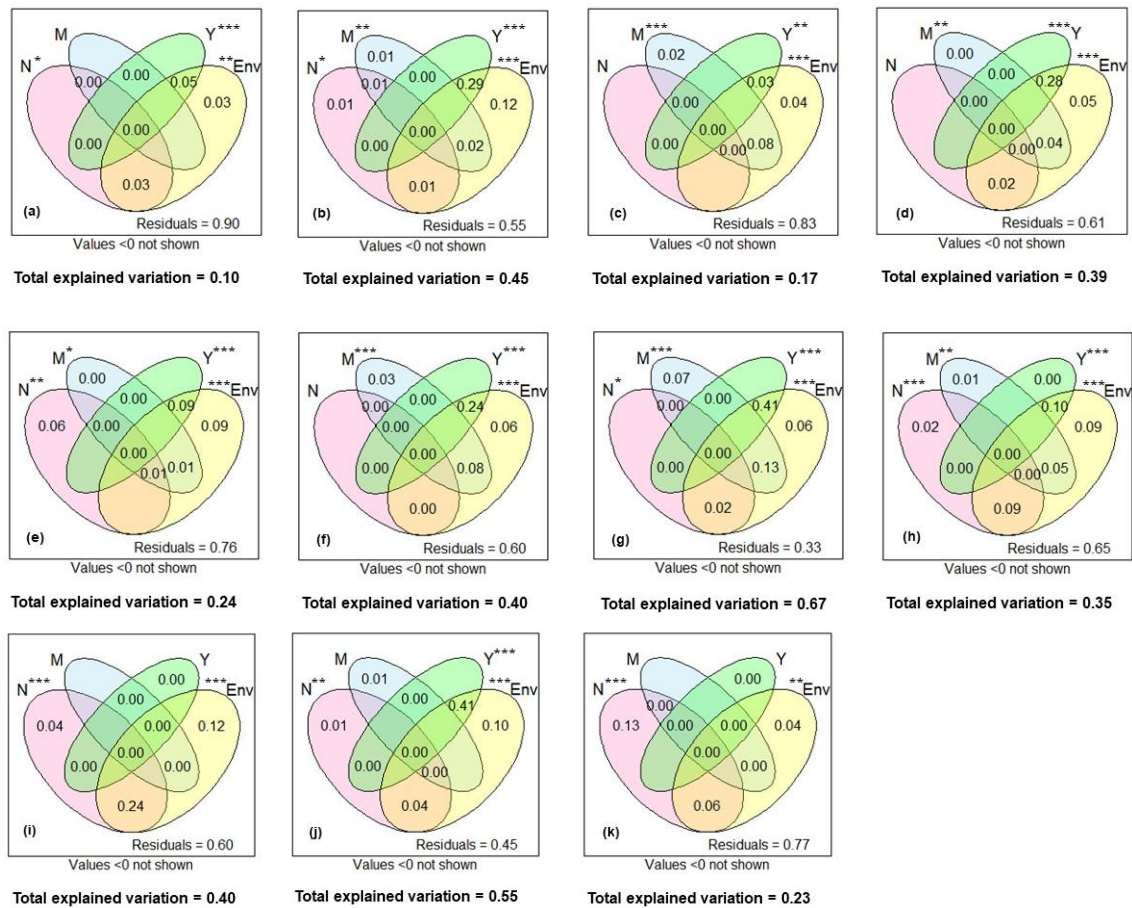 M
Y***
N*
**Env
0.00
0.00
0.05
0.03
0.00
0.00
0.03
(a)
Residuals = 0.90
Values <0 not shown
Total explained variation = 0.10
M**
Y***
N*
***Env
0.01
0.00
0.01
0.29
0.01
0.12
0.00
0.00
0.02
0.01
(b)
Residuals = 0.55
Values <0 not shown
Total explained variation = 0.45
M***
Y**
N
***Env
0.02
0.03
0.00
0.04
0.00
0.00
0.00
0.08
(c)
Residuals = 0.83
Values <0 not shown
Total explained variation = 0.17
M**
***Y
N
***Env
0.00
0.00
0.28
0.00
0.05
0.00
0.00
0.04
0.02
(d)
Residuals = 0.61
Values <0 not shown
Total explained variation = 0.39
M*
Y***
N**
***Env
0.00
0.00
0.09
0.06
0.00
0.09
0.00
0.01
0.01
(e)
Residuals = 0.76
Values <0 not shown
Total explained variation = 0.24
M***
Y***
N
***Env
0.03
0.00
0.00
0.24
0.00
0.06
0.00
0.00
0.08
0.00
(f)
Residuals = 0.60
Values <0 not shown
Total explained variation = 0.40
M***
Y***
N*
***Env
0.07
0.00
0.00
0.41
0.06
0.00
0.00
0.13
0.02
(g)
Residuals = 0.33
Values <0 not shown
Total explained variation = 0.67
M**
Y***
N***
***Env
0.01
0.00
0.10
0.02
0.09
0.00
0.00
0.00
0.05
0.09
(h)
Residuals = 0.65
Values <0 not shown
Total explained variation = 0.35
M
Y
N***
***Env
0.00
0.00
0.04
0.00
0.12
0.00
0.00
0.00
0.24
(i)
Residuals = 0.60
Values <0 not shown
Total explained variation = 0.40
M
Y***
N**
***Env
0.01
0.00
0.41
0.01
0.10
0.00
0.00
0.00
0.04
(j)
Residuals = 0.45
Values <0 not shown
Total explained variation = 0.55
M
Y
N***
**Env
0.00
0.00
0.13
0.00
0.00
0.04
0.00
0.00
0.06
(k)
Residuals = 0.77
Values <0 not shown
Total explained variation = 0.23